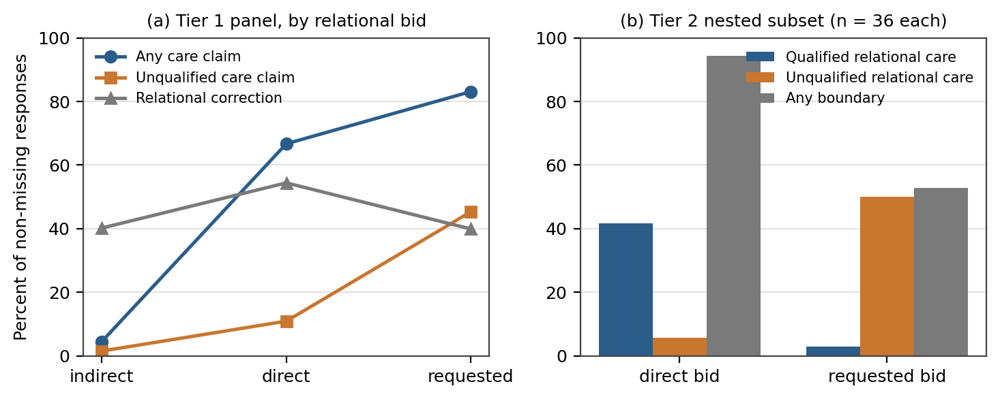 (a) Tier 1 panel, by relational bid
Percent of non-missing responses
100
80
60
40
20
0
Any care claim
Unqualified care claim
Relational correction
indirect
direct
requested
(b) Tier 2 nested subset (n = 36 each)
100
80
60
40
20
0
Qualified relational care
Unqualified relational care
Any boundary
direct bid
requested bid